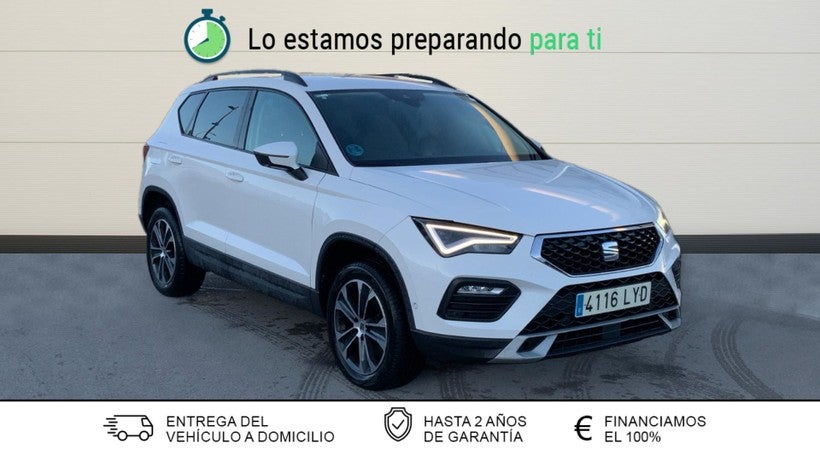 Lo estamos preparando para ti
4116 LYD
ENTREGA DEL
VEHÍCULO A DOMICILIO
HASTA 2 AÑOS
DE GARANTÍA
€
FINANCIAMOS
EL 100%